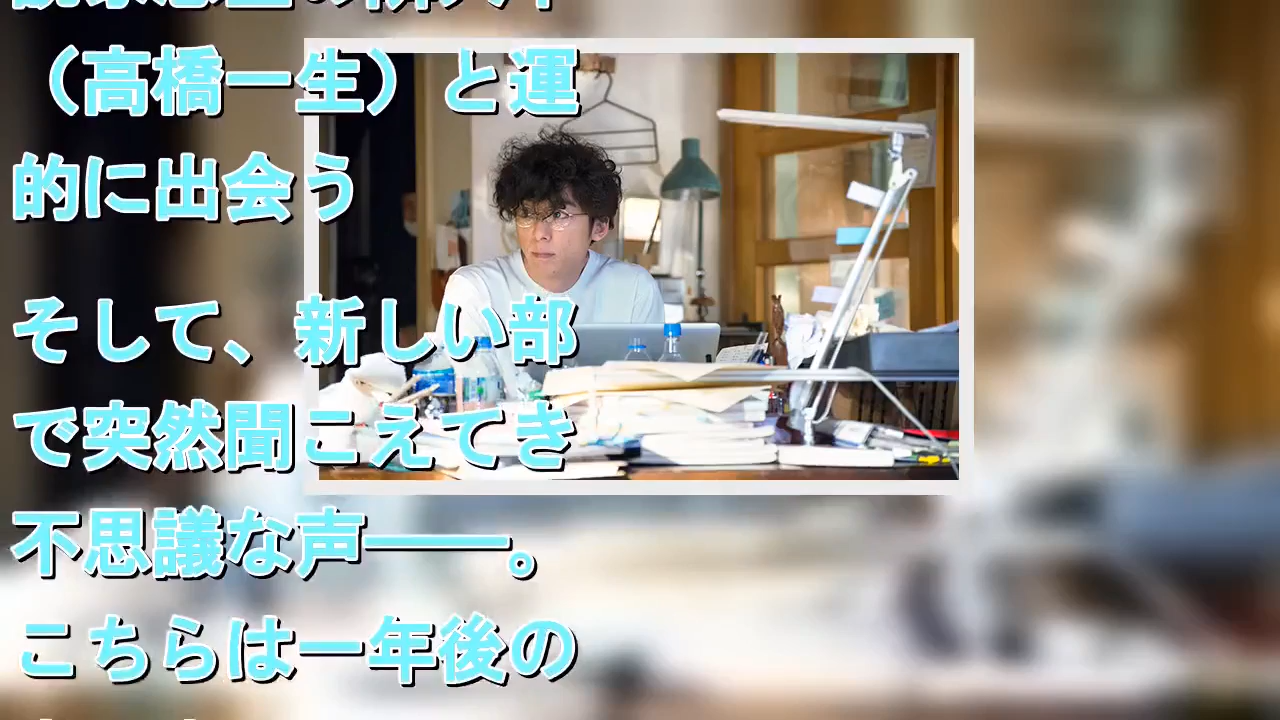 （高橋一生）と運
的に出会う
そして、新しい部
で突然聞こえてき
不思議な声――。
こちらは一年後の